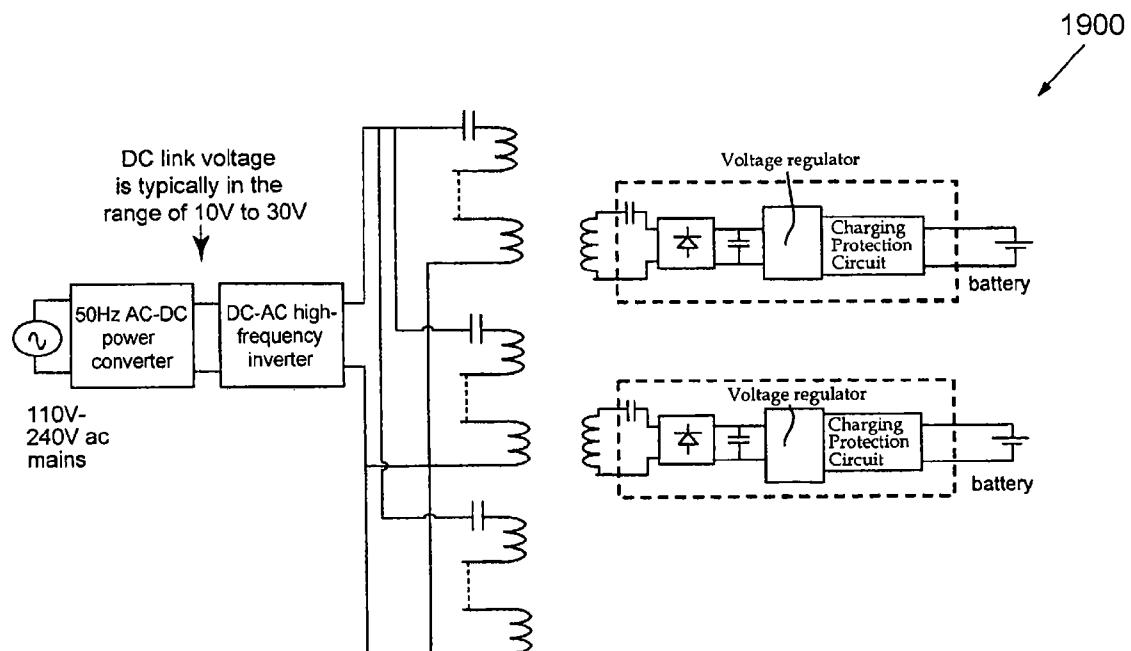 1900
DC link voltage
is typically in the
range of 10V to 30V
50Hz AC-DC
power
converter
DC-AC high-
frequency
inverter
110V-
240V ac
mains
Voltage regulator
Charging
Protection
Circuit
battery
Voltage regulator
Charging
Protection
Circuit
battery